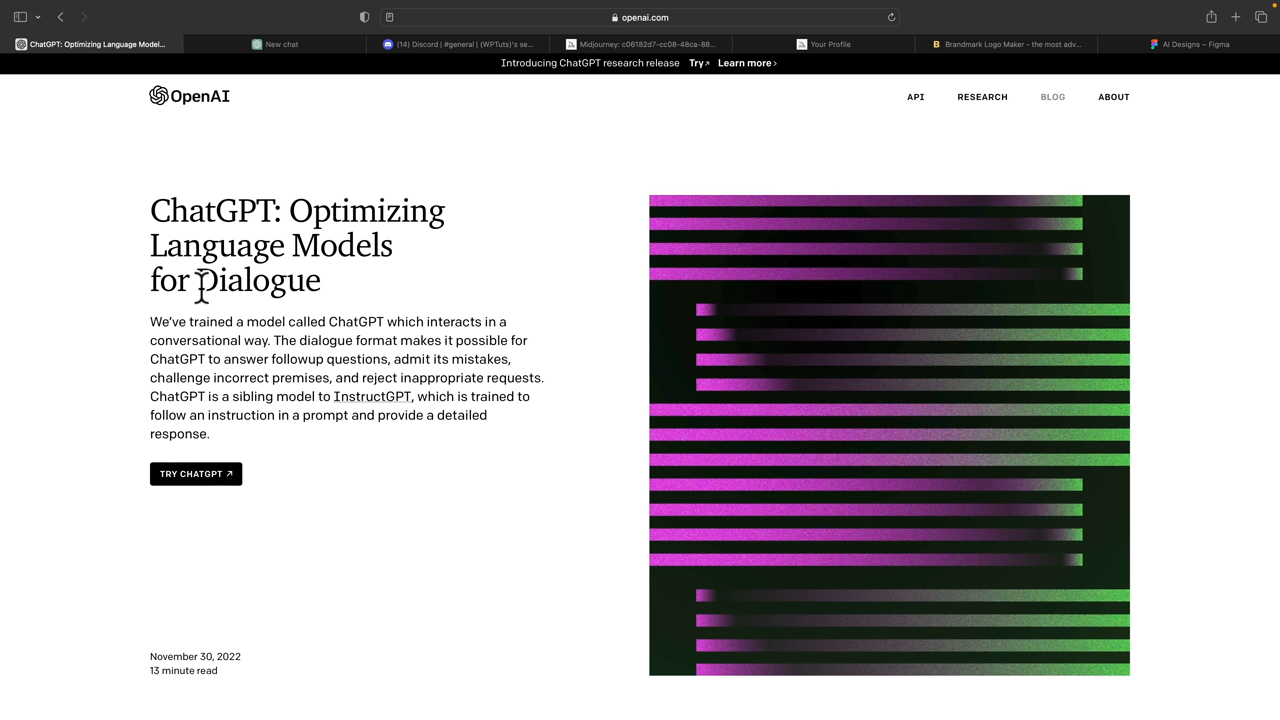 openai.com
ChatGPT: Optimizing Language Model...
New chat
(14) Discord | #general | (WPTuts)'s se...
Midjourney: c06182d7-cc08-48ca-88...
Your Profile
Brandmark Logo Maker - the most adv...
AI Designs – Figma
Introducing ChatGPT research release Try↗ Learn more›
OpenAI
API
RESEARCH
BLOG
ABOUT
ChatGPT: Optimizing
Language Models
for Dialogue
We’ve trained a model called ChatGPT which interacts in a
conversational way. The dialogue format makes it possible for
ChatGPT to answer followup questions, admit its mistakes,
challenge incorrect premises, and reject inappropriate requests.
ChatGPT is a sibling model to InstructGPT, which is trained to
follow an instruction in a prompt and provide a detailed
response.
TRY CHATGPT ↗
November 30, 2022
13 minute read